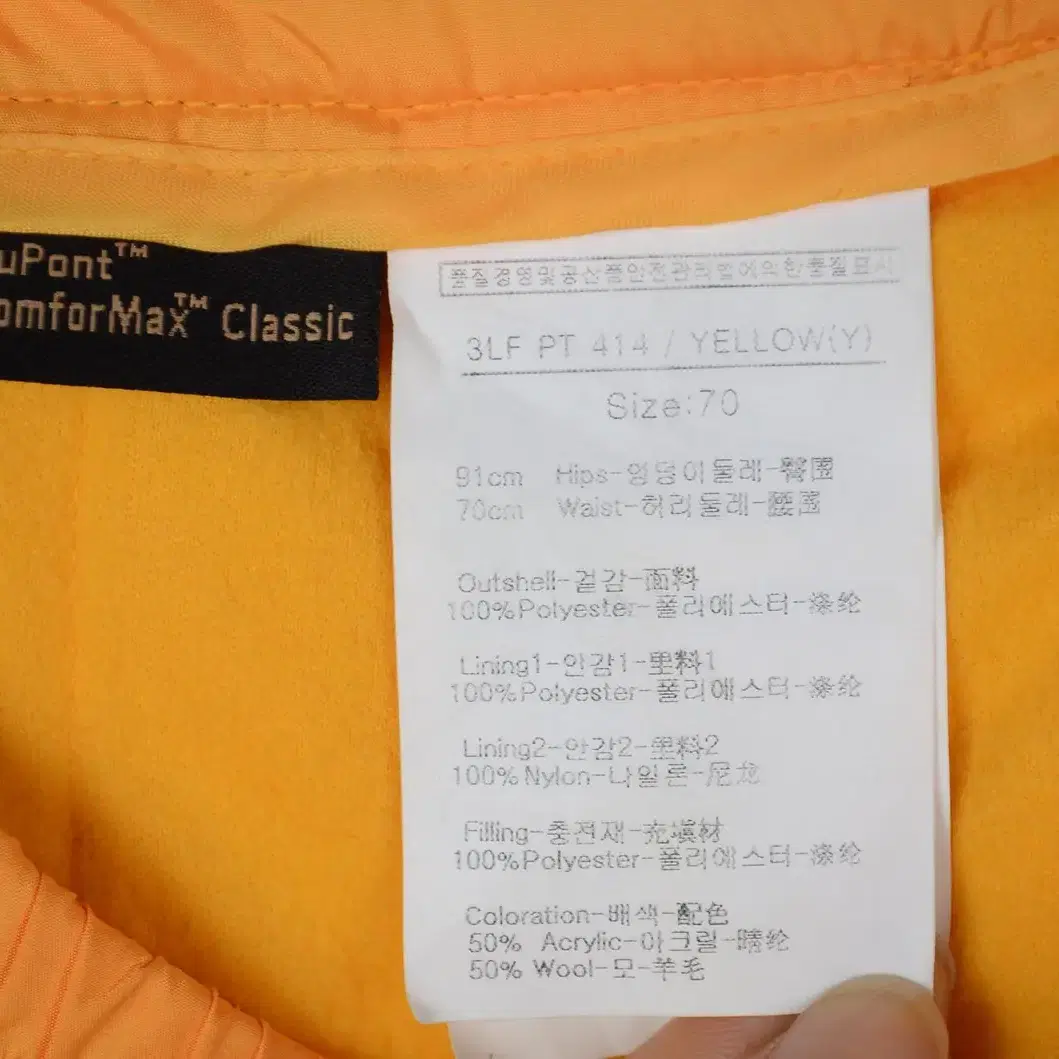 uPont™
omforMax™ Classic
품질경영및공산품안전관리법에의한품질표시
3LF PT 414 / YELLOW(Y)
Size:70
91cm Hips-엉덩이둘레-臀围
70cm Waist-허리둘레-腰围
Outshell-겉감-面料
100%Polyester-폴리에스터-涤纶
Lining1-안감1-里料1
100%Polyester-폴리에스터-涤纶
Lining2-안감2-里料2
100%Nylon-나일론-尼龙
Filling-충전재-充填材
100%Polyester-폴리에스터-涤纶
Coloration-배색-配色
50% Acrylic-아크릴-晴纶
50% Wool-모-羊毛